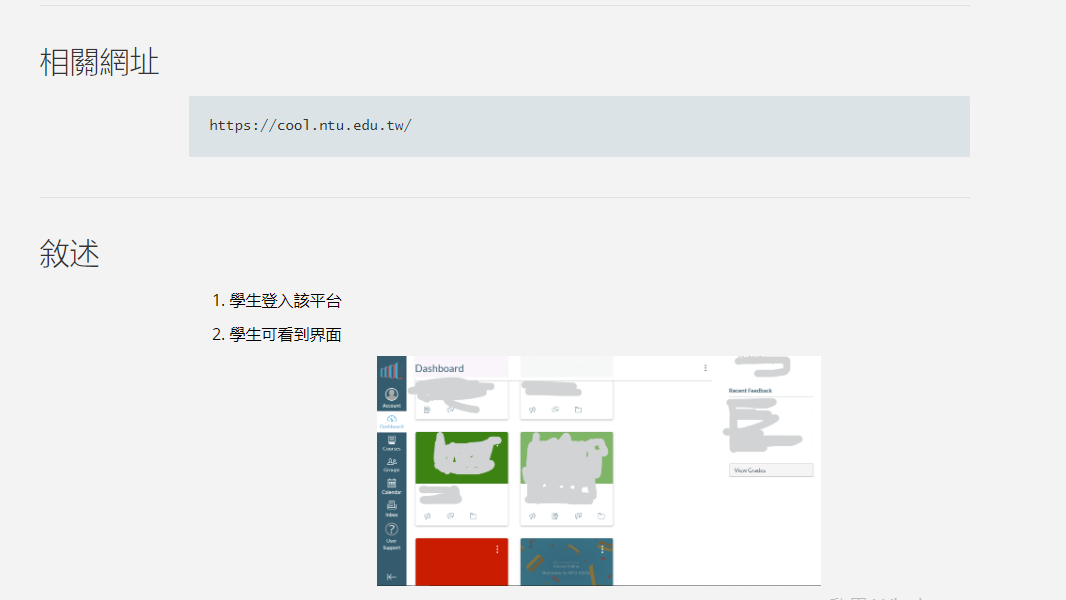 相關網址
https://cool.ntu.edu.tw/
敘述
1. 學生登入該平台
2. 學生可看到界面
Dashboard
Account
Dashboard
Courses
Groups
Calendar
Inbox
User
Support
Recent Feedback
View Grades